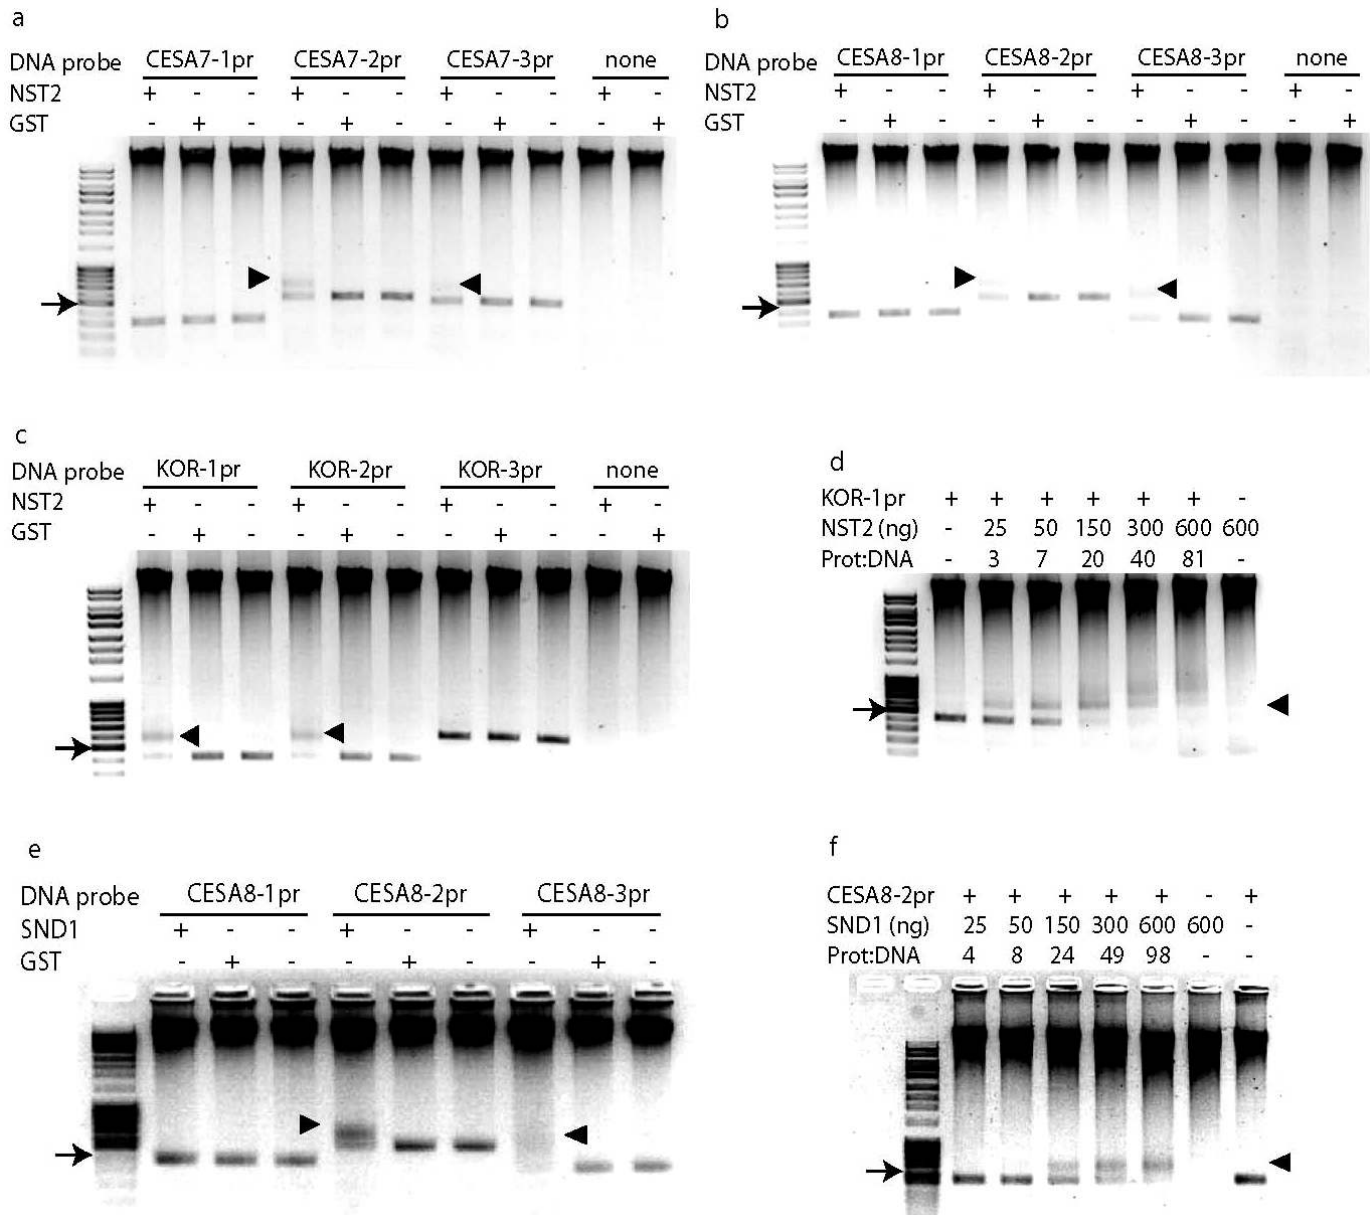 a
DNA probe CESA7-1pr CESA7-2pr CESA7-3pr none
NST2 + - - + - - + - - + -
GST - + - - + - - + - - +
b
DNA probe CESA8-1pr CESA8-2pr CESA8-3pr none
NST2 + - - + - - + - - + -
GST - + - - + - - + - - +
c
DNA probe KOR-1pr KOR-2pr KOR-3pr none
NST2 + - - + - - + - - + -
GST - + - - + - - + - - +
d
KOR-1pr + + + + + + -
NST2 (ng) - 25 50 150 300 600 600
Prot:DNA - 3 7 20 40 81 -
e
DNA probe CESA8-1pr CESA8-2pr CESA8-3pr
SND1 + - - + - - + - -
GST - + - - + - - + -
f
CESA8-2pr + + + + + - +
SND1 (ng) 25 50 150 300 600 600 -
Prot:DNA 4 8 24 49 98 - -